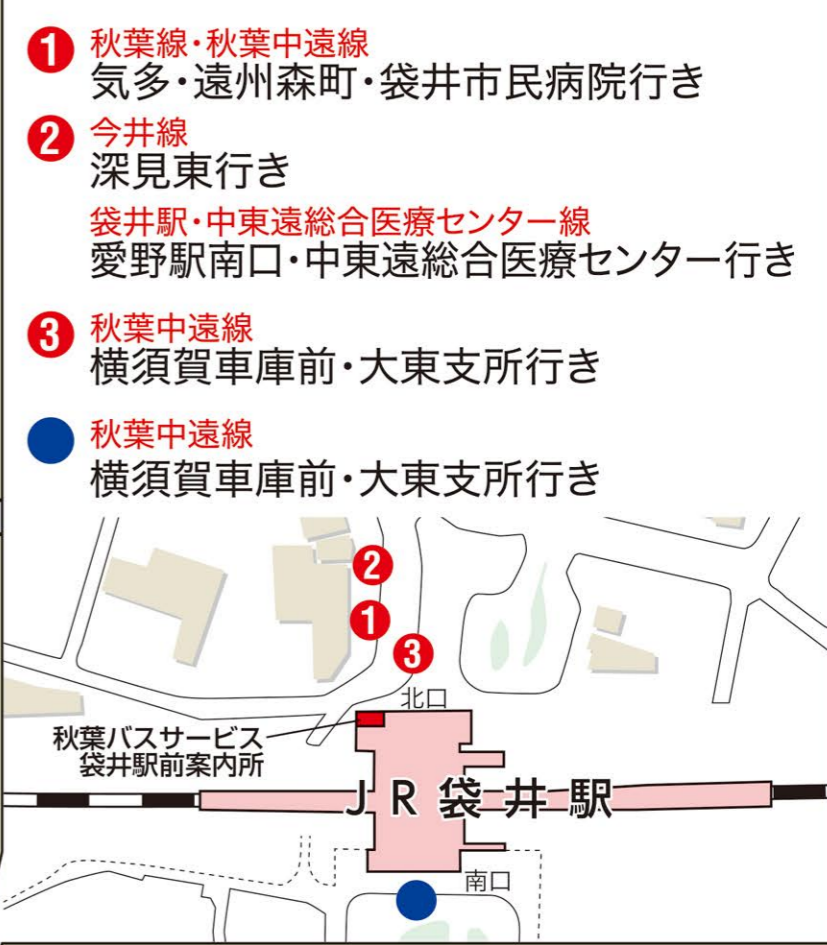 1 秋葉線・秋葉中遠線
気多・遠州森町・袋井市民病院行き
2 今井線
深見東行き
袋井駅・中東遠総合医療センター線
愛野駅南口・中東遠総合医療センター行き
3 秋葉中遠線
横須賀車庫前・大東支所行き
秋葉中遠線
横須賀車庫前・大東支所行き
2
1
3
北口
秋葉バスサービス
袋井駅前案内所
JR袋井駅
南口